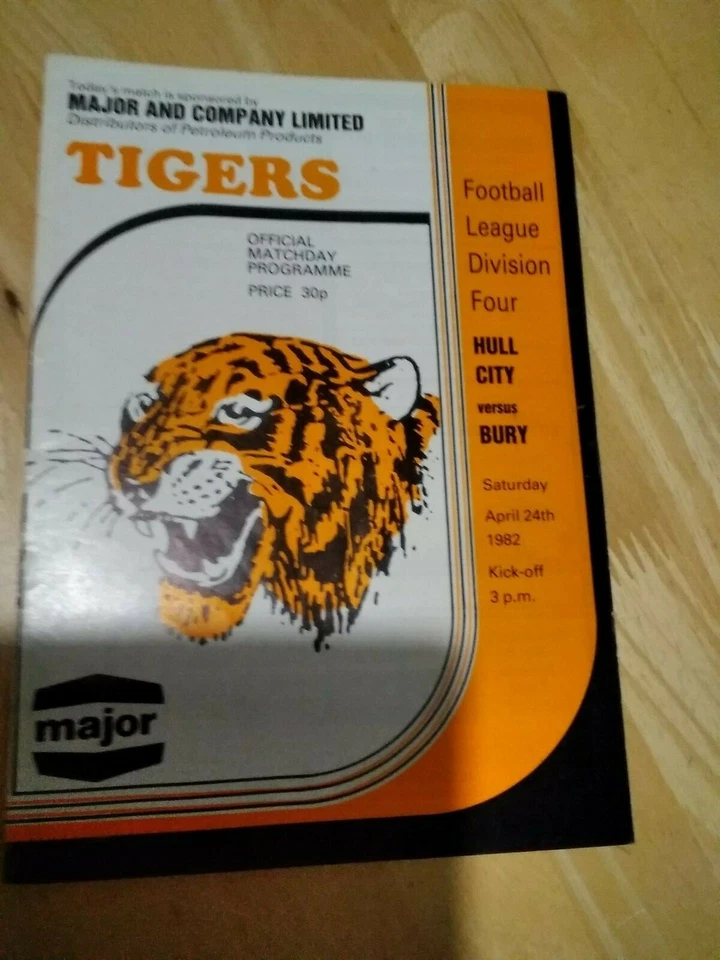 Today's match is sponsored by
MAJOR AND COMPANY LIMITED
Distributors of Petroleum Products
TIGERS
OFFICIAL
MATCHDAY
PROGRAMME
PRICE 30p
major
Football
League
Division
Four
HULL
CITY
versus
BURY
Saturday
April 24th
1982
Kick-off
3 p.m.